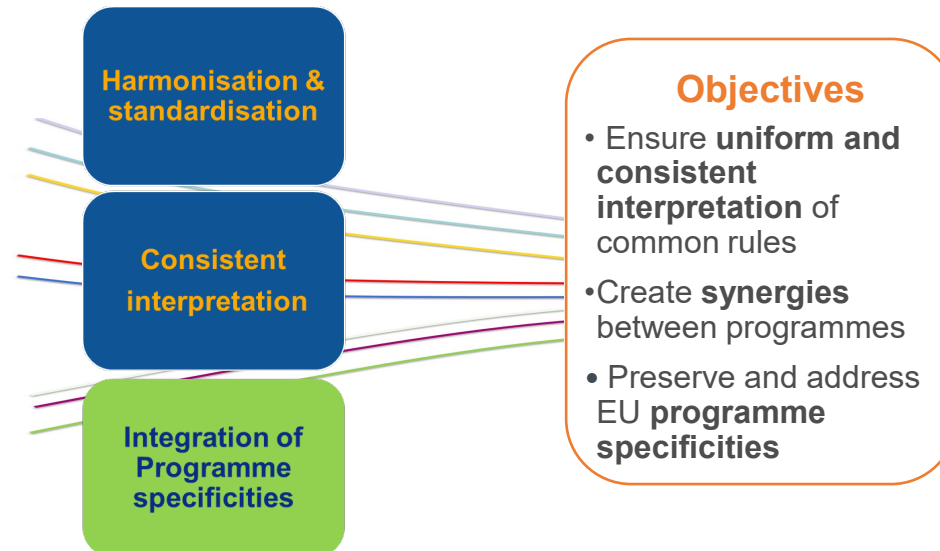 Harmonisation &
standardisation
Consistent
interpretation
Integration of
Programme
specificities
Objectives
• Ensure uniform and
consistent
interpretation of
common rules
•Create synergies
between programmes
• Preserve and address
EU programme
specificities